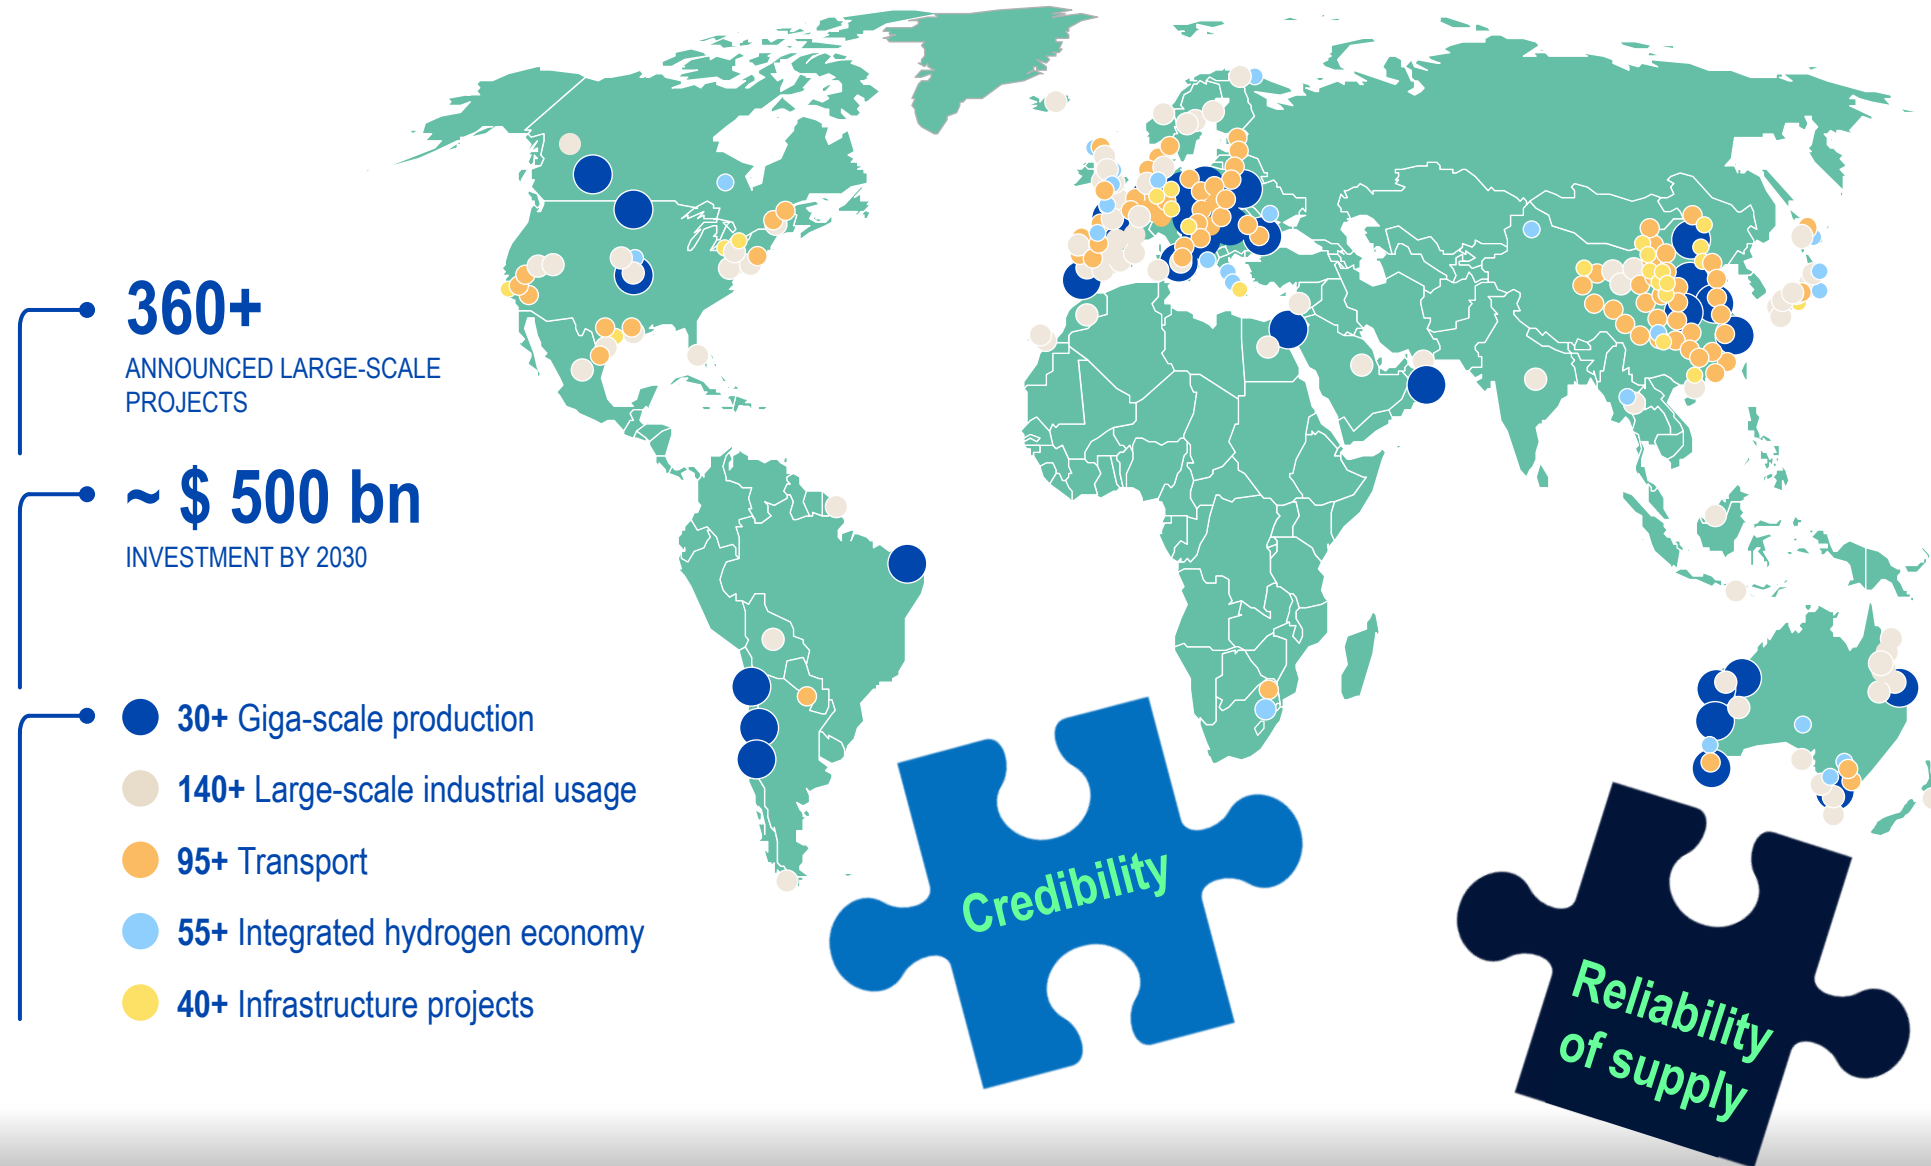 360+
ANNOUNCED LARGE-SCALE
PROJECTS
~ $ 500 bn
INVESTMENT BY 2030
30+ Giga-scale production
140+ Large-scale industrial usage
95+ Transport
55+ Integrated hydrogen economy
40+ Infrastructure projects
Credibility
Reliability
of supply